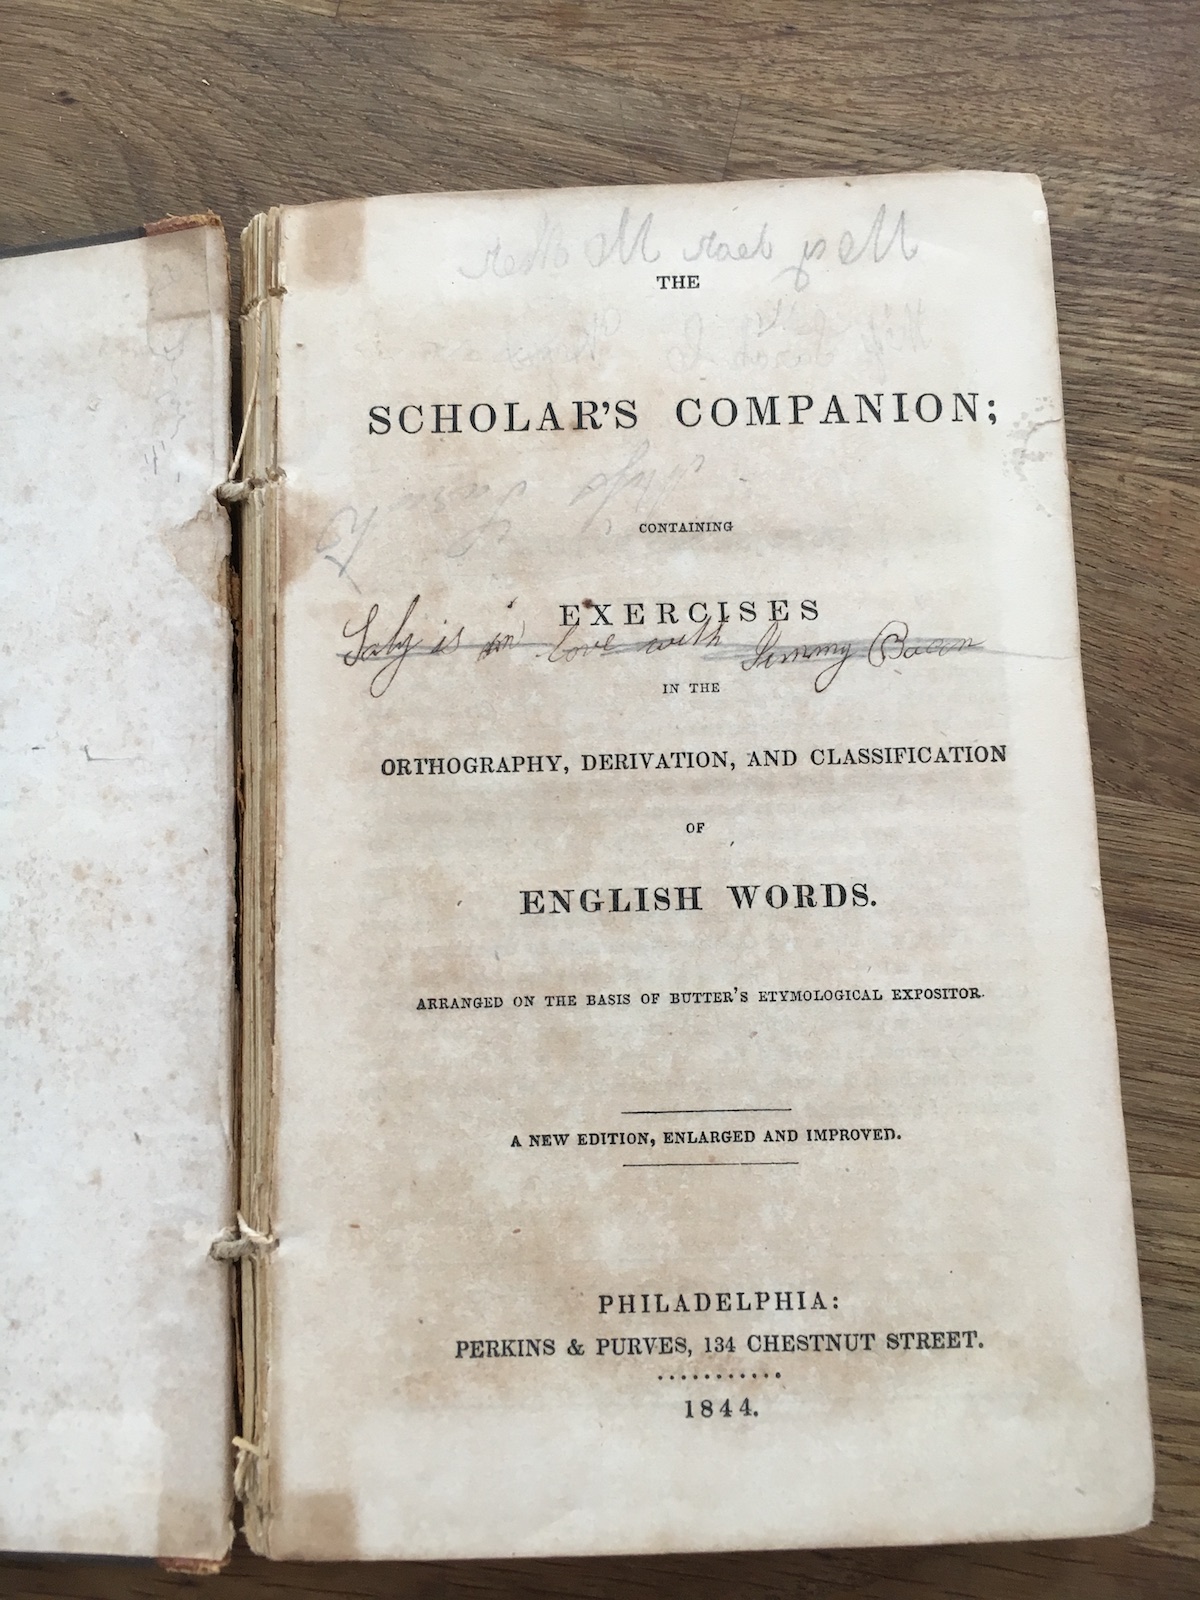 THE
SCHOLAR'S COMPANION;
CONTAINING
EXERCISES
Saly is in love with Jimmy Bacon
IN THE
ORTHOGRAPHY, DERIVATION, AND CLASSIFICATION
OF
ENGLISH WORDS.
ARRANGED ON THE BASIS OF BUTTER'S ETYMOLOGICAL EXPOSITOR.
A NEW EDITION, ENLARGED AND IMPROVED.
PHILADELPHIA:
PERKINS & PURVES, 134 CHESTNUT STREET.
1844.